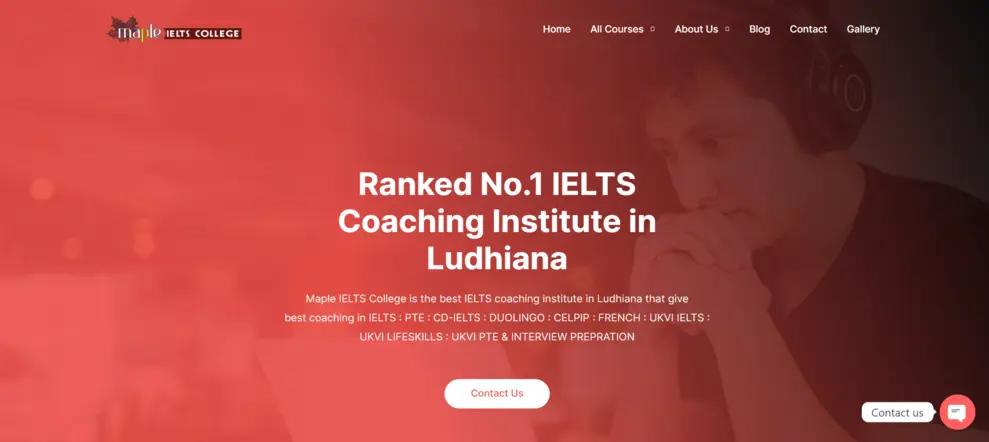 maple IELTS COLLEGE
Home All Courses About Us Blog Contact Gallery
Ranked No.1 IELTS
Coaching Institute in
Ludhiana
Maple IELTS College is the best IELTS coaching institute in Ludhiana that give
best coaching in IELTS : PTE : CD-IELTS : DUOLINGO : CELPIP : FRENCH : UKVI IELTS :
UKVI LIFESKILLS : UKVI PTE & INTERVIEW PREPRATION
Contact Us
Contact us